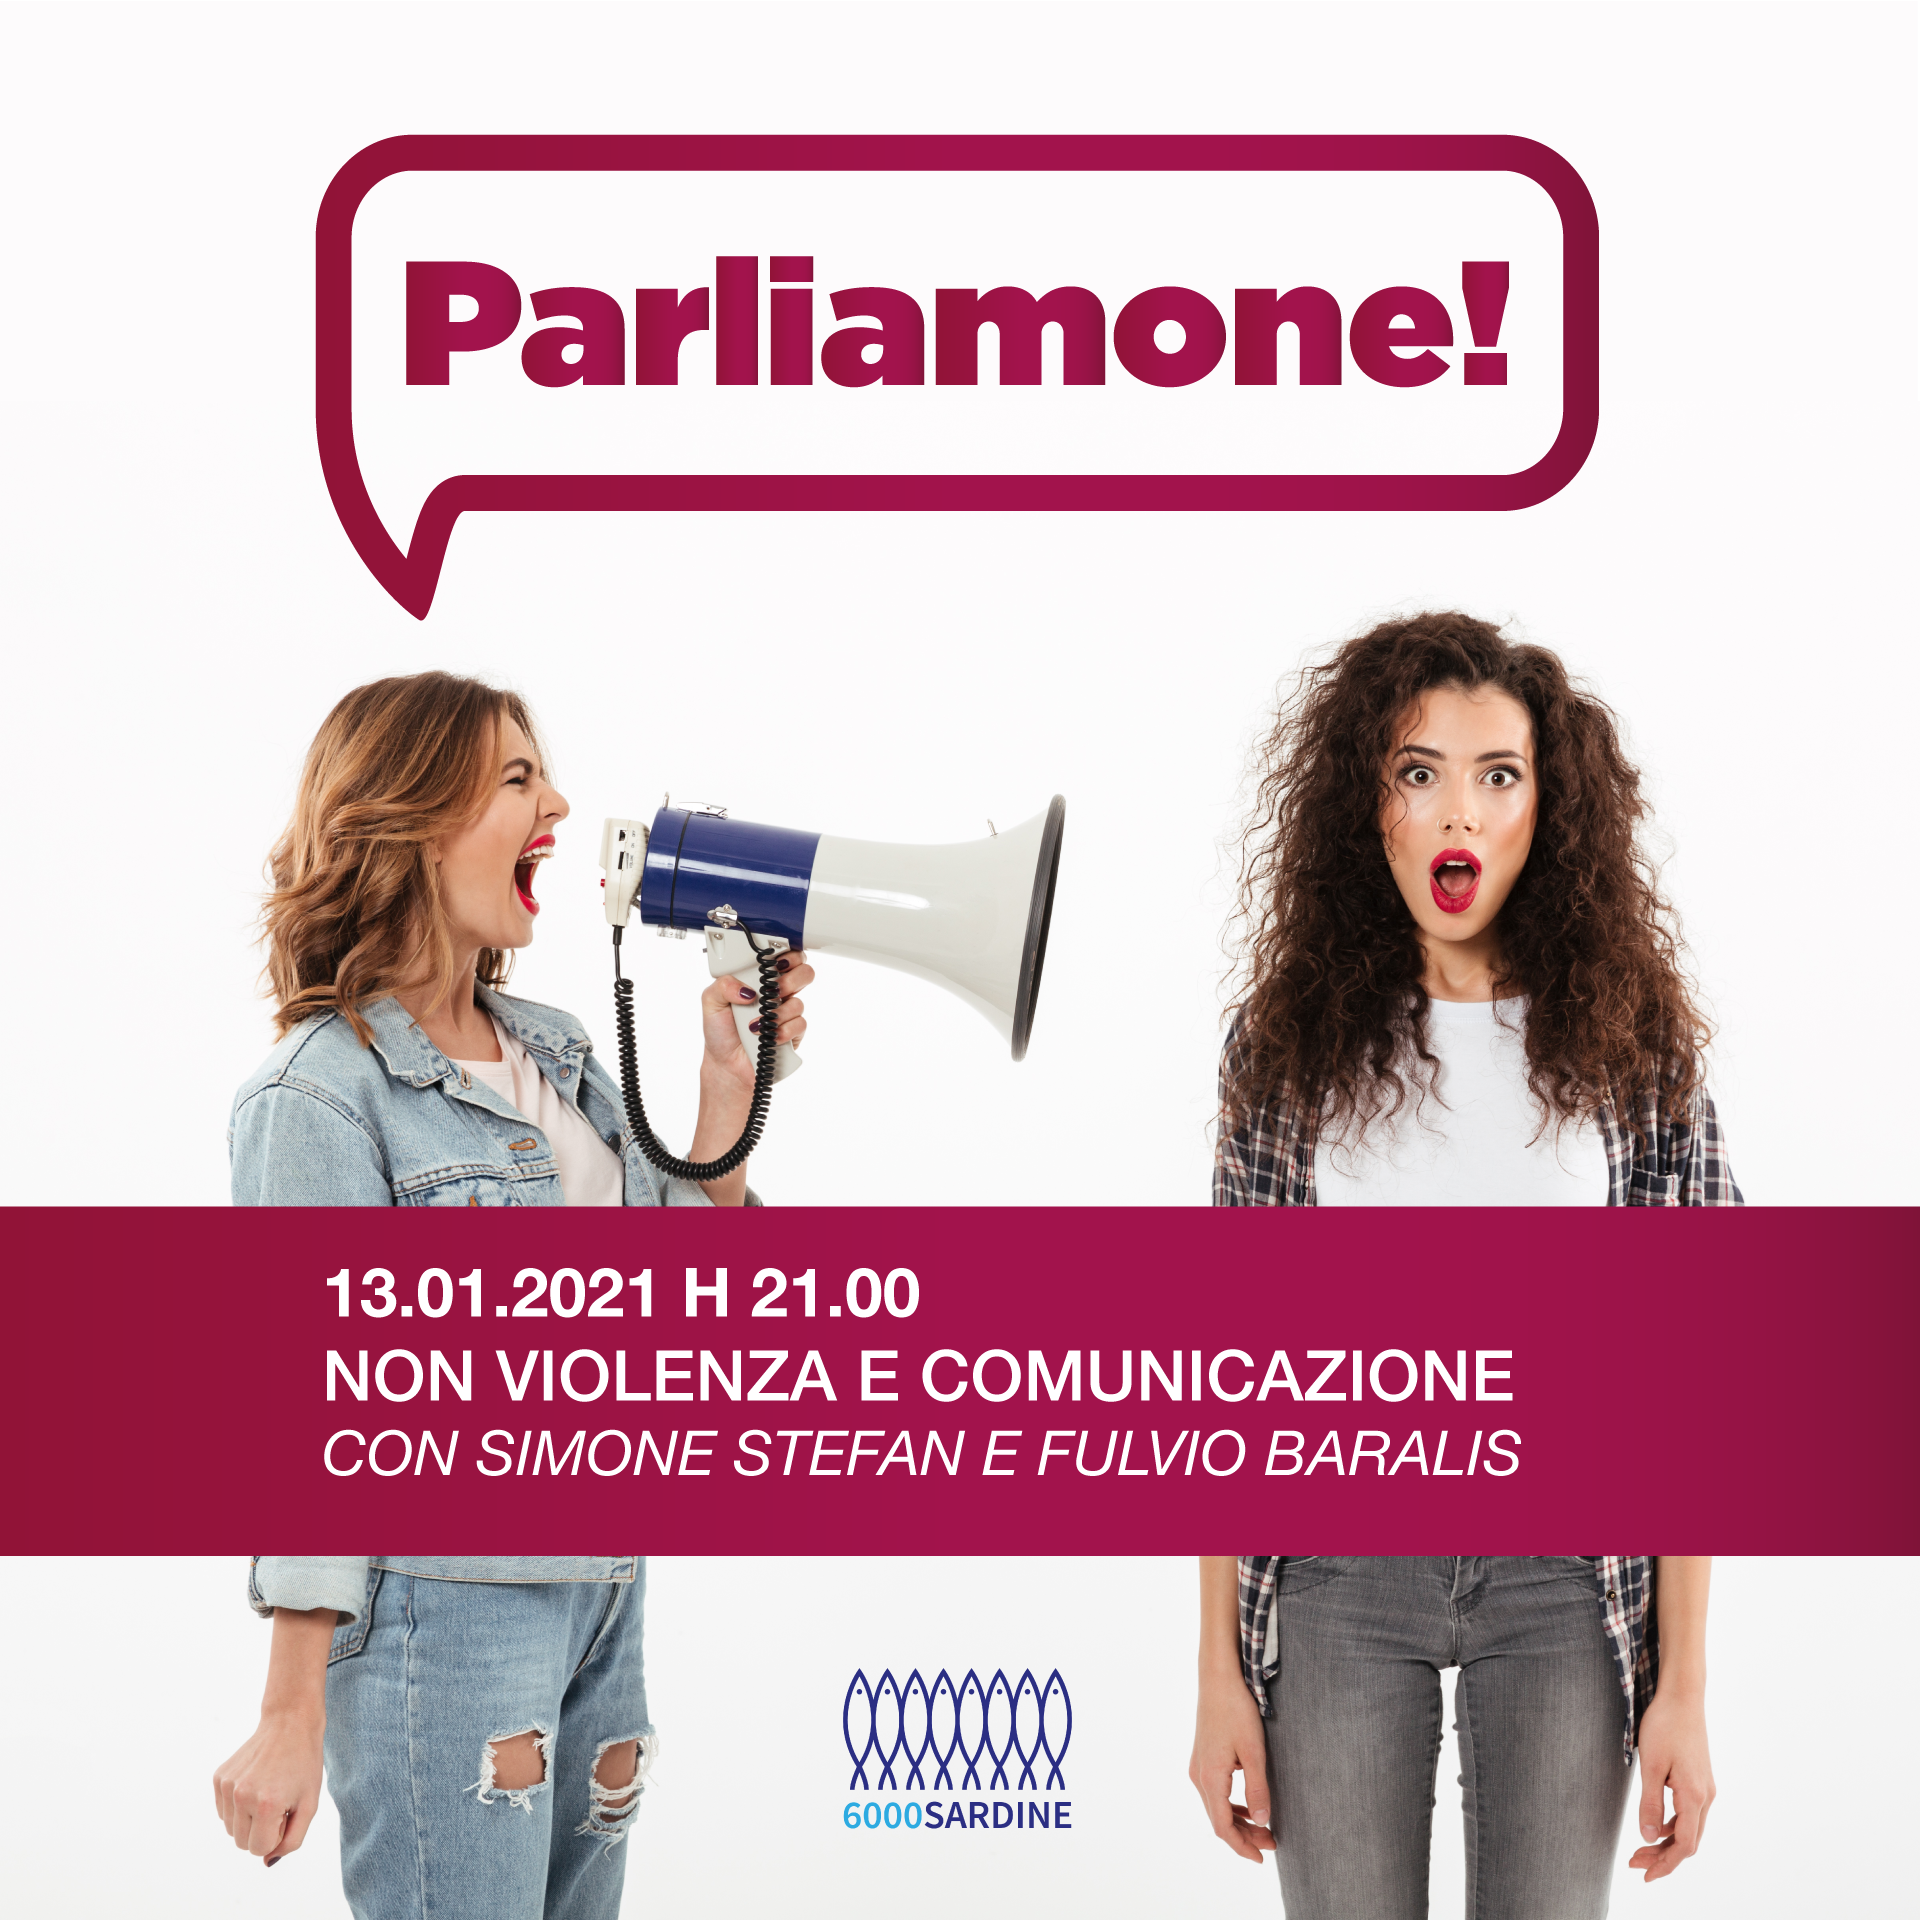 Parliamone!
13.01.2021 H 21.00
NON VIOLENZA E COMUNICAZIONE
CON SIMONE STEFAN E FULVIO BARALIS
6000SARDINE